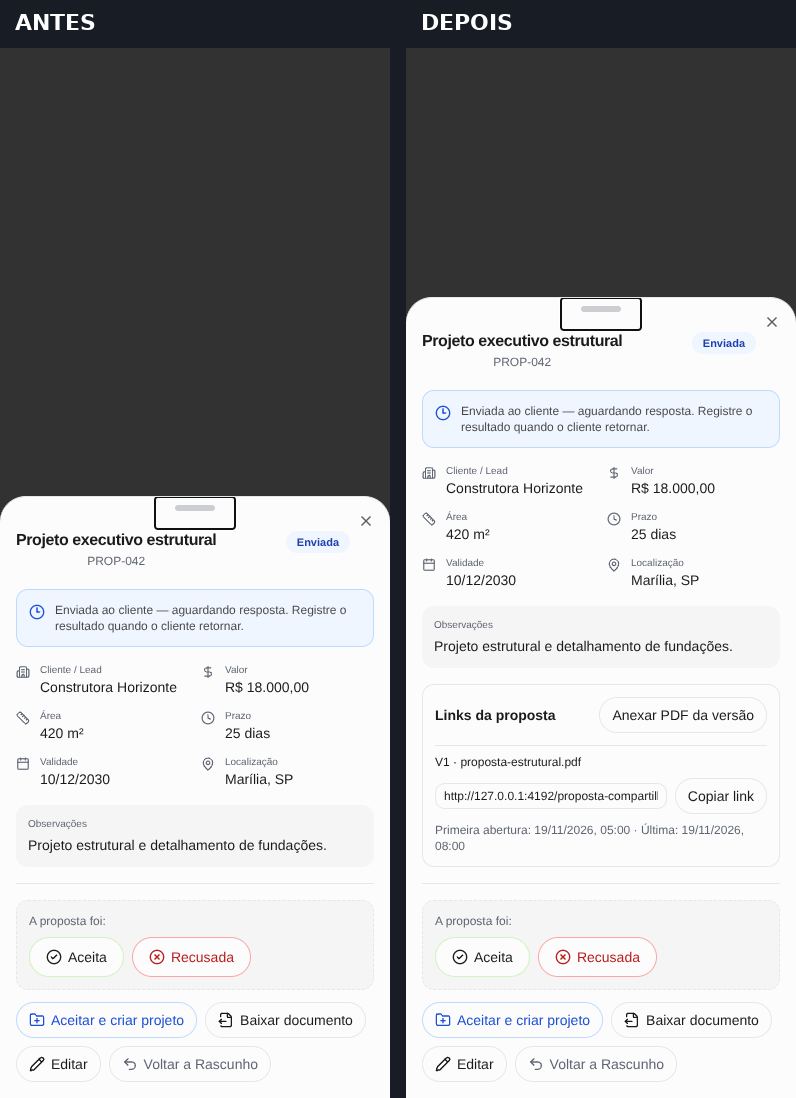 ANTES
Projeto executivo estrutural
Enviada
PROP-042
Enviada ao cliente — aguardando resposta. Registre o
resultado quando o cliente retornar.
Cliente / Lead
Construtora Horizonte
Valor
R$ 18.000,00
Área
420 m²
Prazo
25 dias
Validade
10/12/2030
Localização
Marília, SP
Observações
Projeto estrutural e detalhamento de fundações.
A proposta foi:
Aceita
Recusada
Aceitar e criar projeto
Baixar documento
Editar
Voltar a Rascunho
DEPOIS
Projeto executivo estrutural
Enviada
PROP-042
Enviada ao cliente — aguardando resposta. Registre o
resultado quando o cliente retornar.
Cliente / Lead
Construtora Horizonte
Valor
R$ 18.000,00
Área
420 m²
Prazo
25 dias
Validade
10/12/2030
Localização
Marília, SP
Observações
Projeto estrutural e detalhamento de fundações.
Links da proposta
Anexar PDF da versão
V1 · proposta-estrutural.pdf
http://127.0.0.1:4192/proposta-compartil
Copiar link
Primeira abertura: 19/11/2026, 05:00 · Última: 19/11/2026,
08:00
A proposta foi:
Aceita
Recusada
Aceitar e criar projeto
Baixar documento
Editar
Voltar a Rascunho